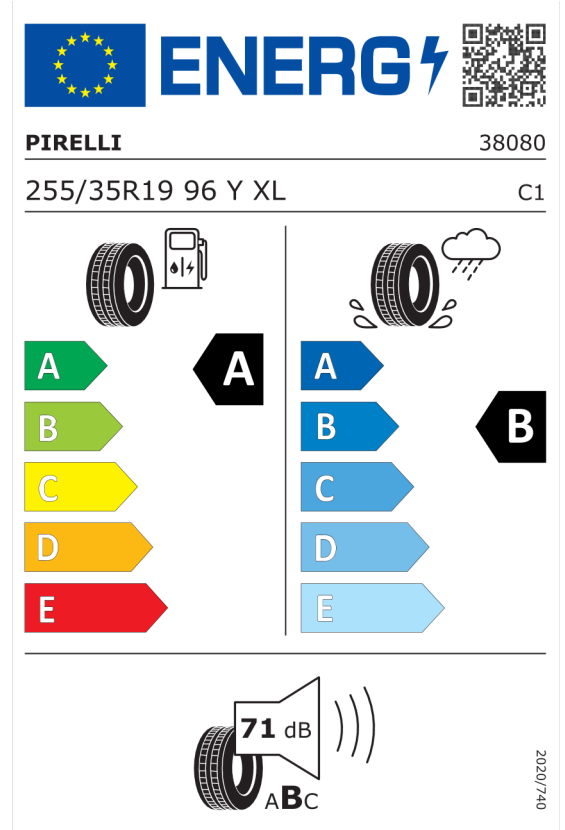 ENERG
PIRELLI 38080
255/35R19 96 Y XL C1
A A A
B B B
C C
D D
E E
71 dB
ABC
2020/740